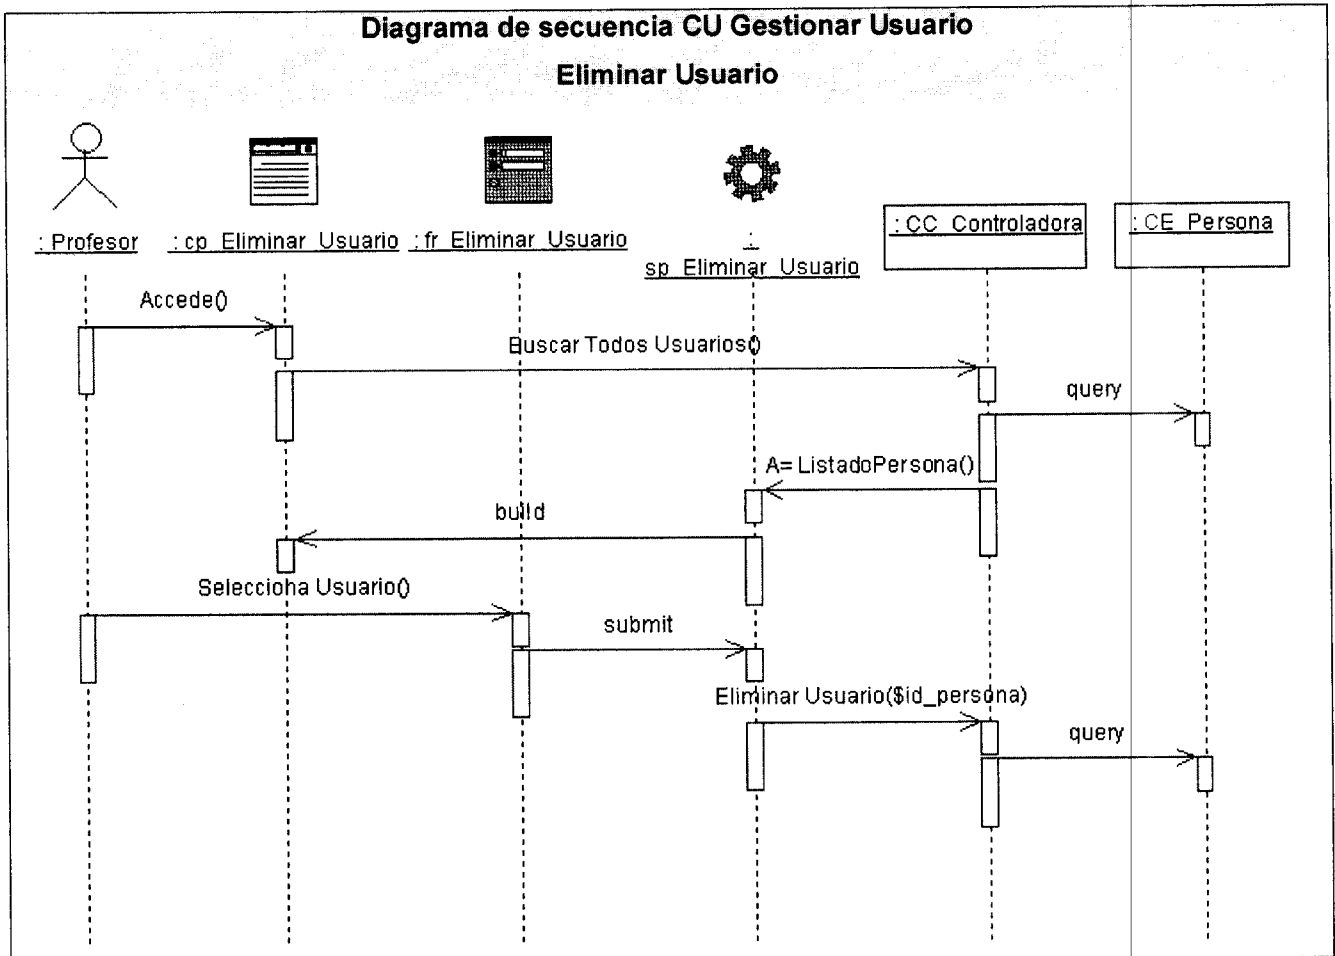 Diagrama de secuencia CU Gestionar Usuario
Eliminar Usuario
: Profesor
: cp_Eliminar_Usuario
: fr_Eliminar_Usuario
:
sp_Eliminar_Usuario
: CC_Controladora
: CE_Persona
Accede()
Buscar Todos Usuarios()
query
A= ListadoPersona()
build
Selecciona Usuario()
submit
Eliminar Usuario($id_persona)
query